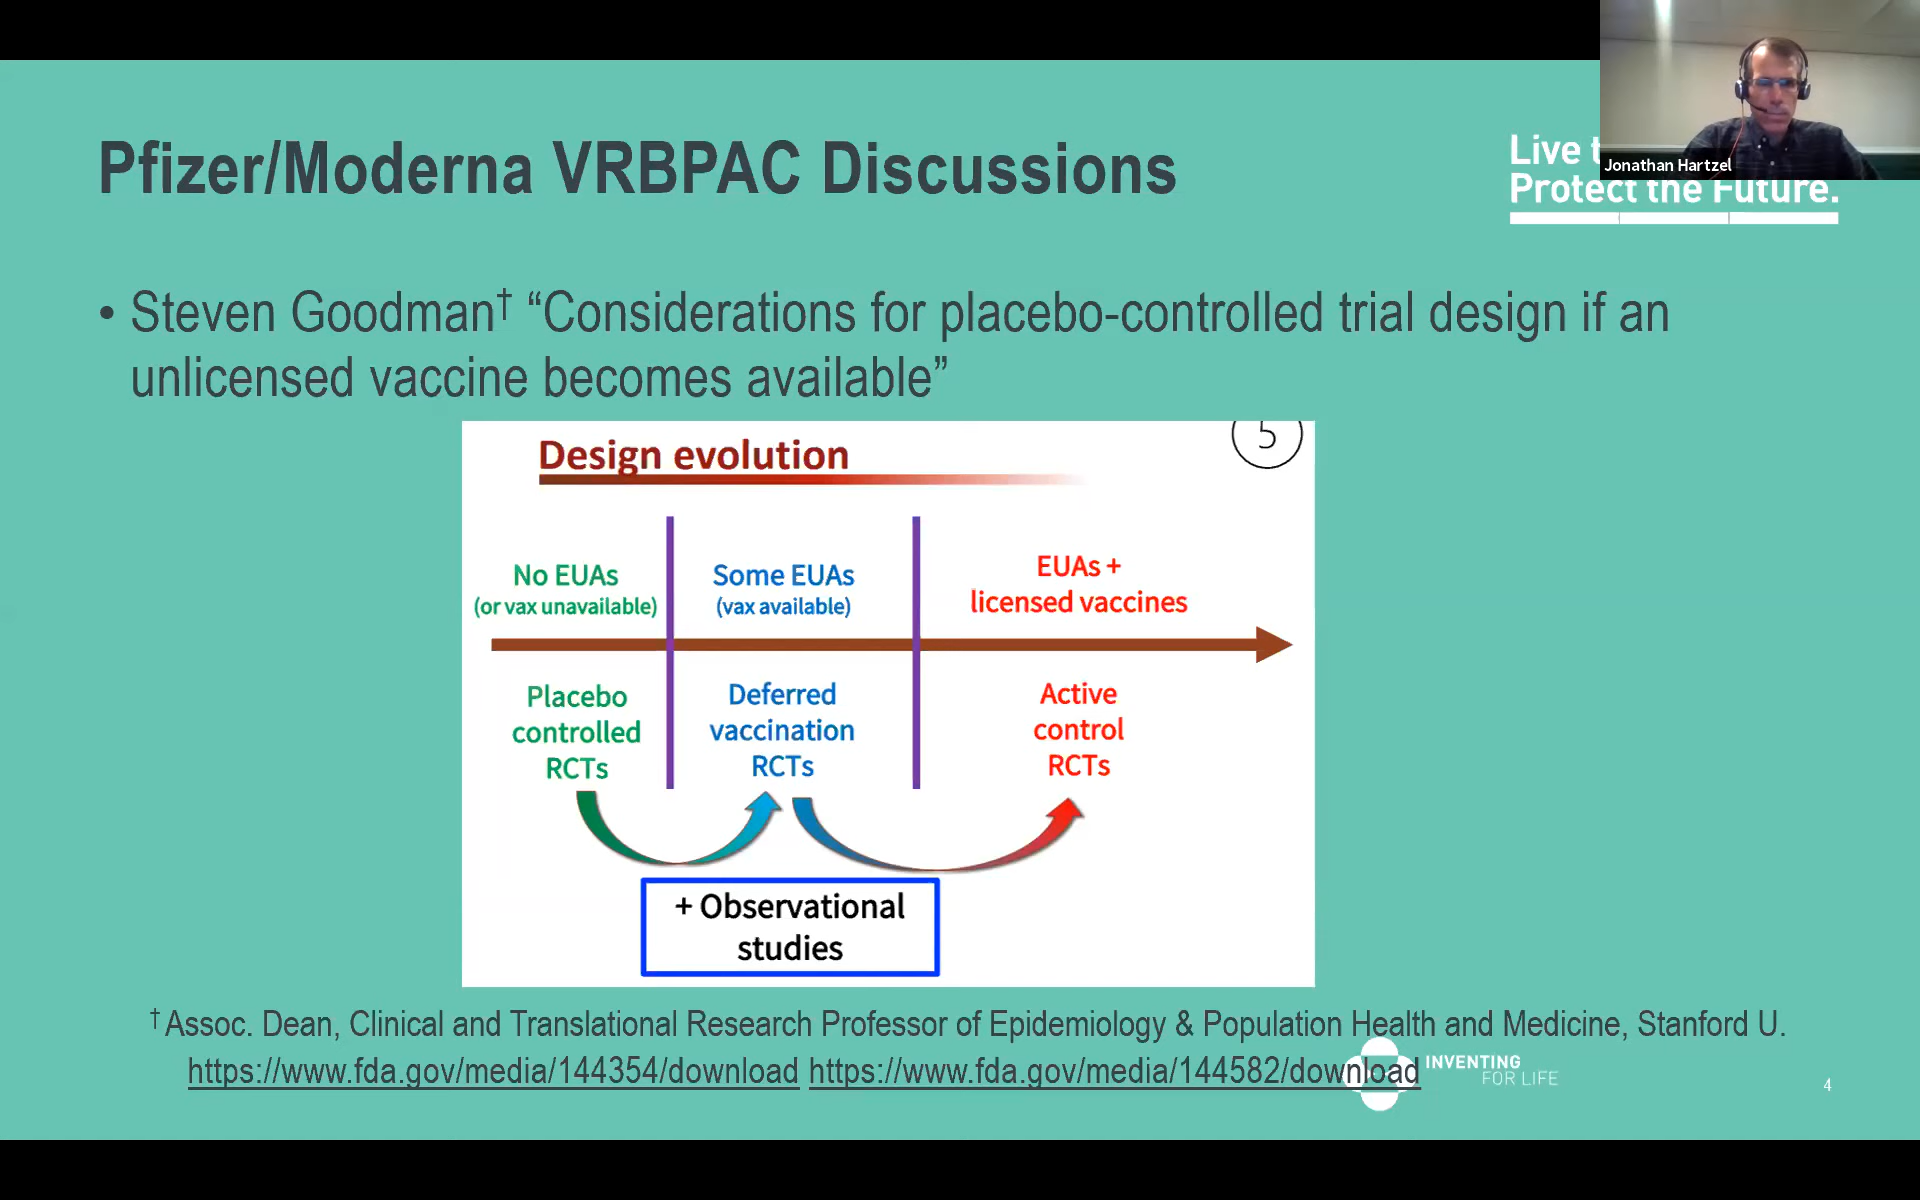 Pfizer/Moderna VRBPAC Discussions
Live
Protect the Future.
Jonathan Hartzel
• Steven Goodman† “Considerations for placebo-controlled trial design if an
unlicensed vaccine becomes available”
Design evolution
5
No EUAs
(or vax unavailable)
Some EUAs
(vax available)
EUAs +
licensed vaccines
Placebo
controlled
RCTs
Deferred
vaccination
RCTs
Active
control
RCTs
+ Observational
studies
† Assoc. Dean, Clinical and Translational Research Professor of Epidemiology & Population Health and Medicine, Stanford U.
https://www.fda.gov/media/144354/download https://www.fda.gov/media/144582/download
INVENTING
FOR LIFE
4